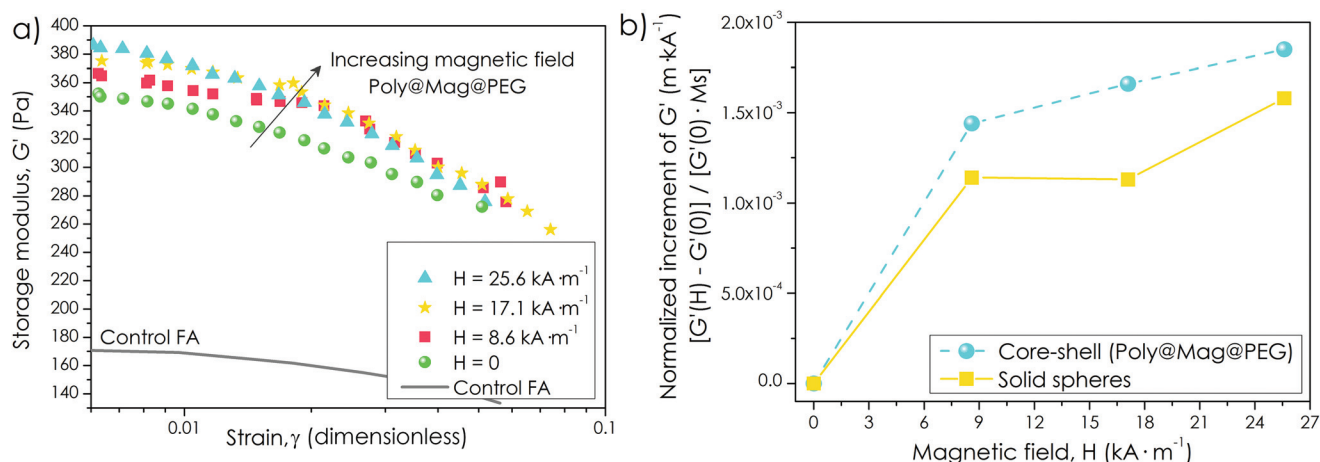 a)
Storage modulus, G' (Pa)
400
380
360
340
320
300
280
260
240
220
200
180
160
140
Increasing magnetic field
Poly@Mag@PEG
Control FA
H = 25.6 kA·m⁻¹
H = 17.1 kA·m⁻¹
H = 8.6 kA·m⁻¹
H = 0
Control FA
0.01
0.1
Strain, γ (dimensionless)
b)
Normalized increment of G' (m·kA⁻¹)
[G'(H) - G'(0)] / [G'(0) · Ms]
2.0x10⁻³
1.5x10⁻³
1.0x10⁻³
5.0x10⁻⁴
0.0
Core-shell (Poly@Mag@PEG)
Solid spheres
0 3 6 9 12 15 18 21 24 27
Magnetic field, H (kA·m⁻¹)